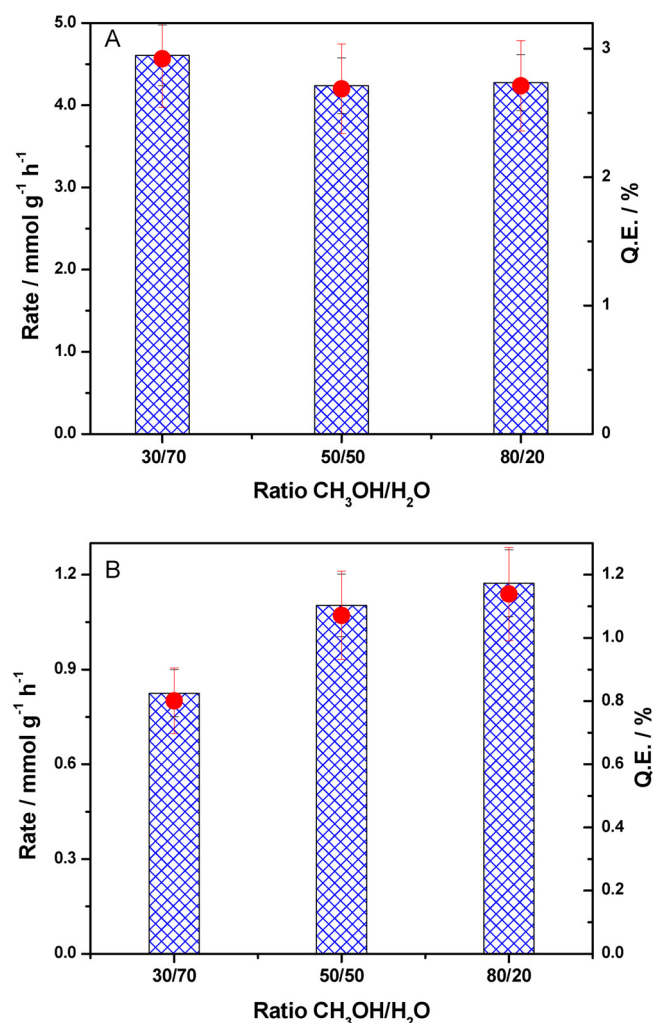 A
5.0
4.0
3.0
2.0
1.0
0.0
Rate / mmol g⁻¹ h⁻¹
3
2
1
0
Q.E. / %
30/70 50/50 80/20
Ratio CH₃OH/H₂O
B
1.2
0.9
0.6
0.3
0.0
Rate / mmol g⁻¹ h⁻¹
1.2
1.0
0.8
0.6
0.4
0.2
0.0
Q.E. / %
30/70 50/50 80/20
Ratio CH₃OH/H₂O